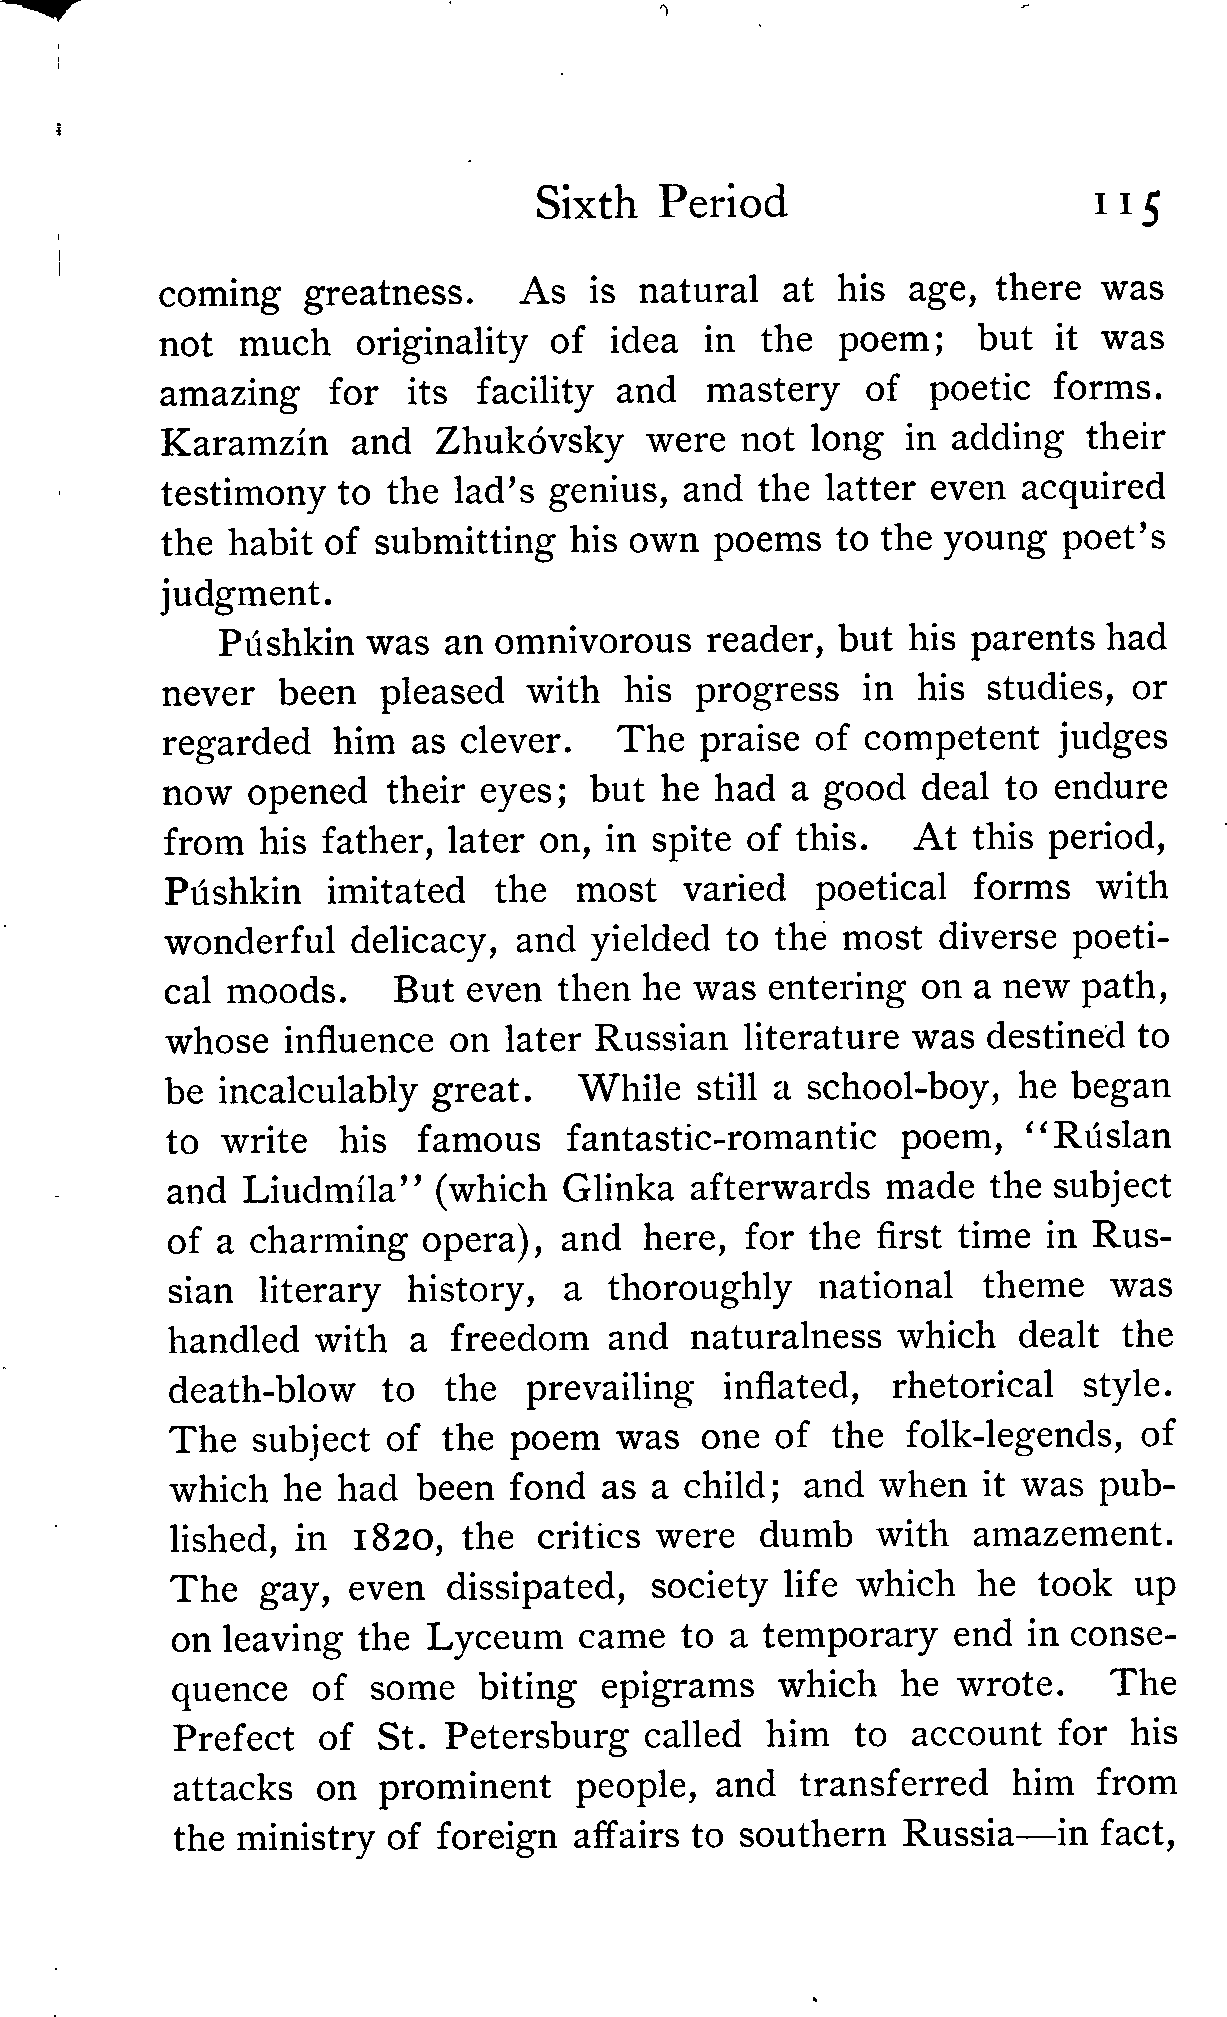 Sixth Period 115
coming greatness. As is natural at his age, there was
not much originality of idea in the poem; but it was
amazing for its facility and mastery of poetic forms.
Karamzín and Zhukóvsky were not long in adding their
testimony to the lad's genius, and the latter even acquired
the habit of submitting his own poems to the young poet's
judgment.
Púshkin was an omnivorous reader, but his parents had
never been pleased with his progress in his studies, or
regarded him as clever. The praise of competent judges
now opened their eyes; but he had a good deal to endure
from his father, later on, in spite of this. At this period,
Púshkin imitated the most varied poetical forms with
wonderful delicacy, and yielded to the most diverse poeti-
cal moods. But even then he was entering on a new path,
whose influence on later Russian literature was destined to
be incalculably great. While still a school-boy, he began
to write his famous fantastic-romantic poem, "Rúslan
and Liudmíla" (which Glinka afterwards made the subject
of a charming opera), and here, for the first time in Rus-
sian literary history, a thoroughly national theme was
handled with a freedom and naturalness which dealt the
death-blow to the prevailing inflated, rhetorical style.
The subject of the poem was one of the folk-legends, of
which he had been fond as a child; and when it was pub-
lished, in 1820, the critics were dumb with amazement.
The gay, even dissipated, society life which he took up
on leaving the Lyceum came to a temporary end in conse-
quence of some biting epigrams which he wrote. The
Prefect of St. Petersburg called him to account for his
attacks on prominent people, and transferred him from
the ministry of foreign affairs to southern Russia—in fact,